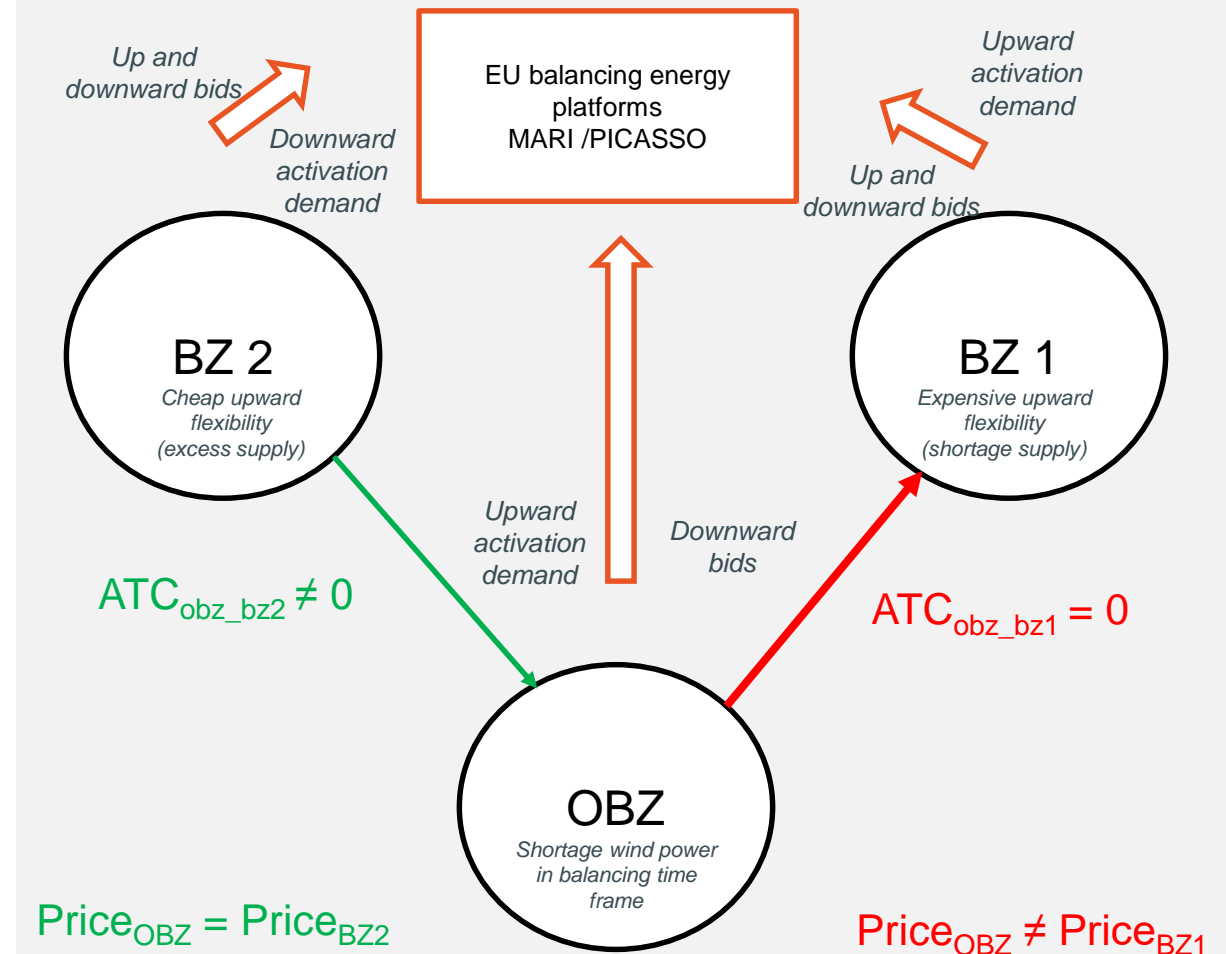 Up and
downward bids
Downward
activation
demand
EU balancing energy
platforms
MARI /PICASSO
Upward
activation
demand
Up and
downward bids
BZ 2
Cheap upward
flexibility
(excess supply)
BZ 1
Expensive upward
flexibility
(shortage supply)
Upward
activation
demand
Downward
bids
ATCobz_bz2 ≠ 0
ATCobz_bz1 = 0
OBZ
Shortage wind power
in balancing time
frame
PriceOBZ = PriceBZ2
PriceOBZ ≠ PriceBZ1